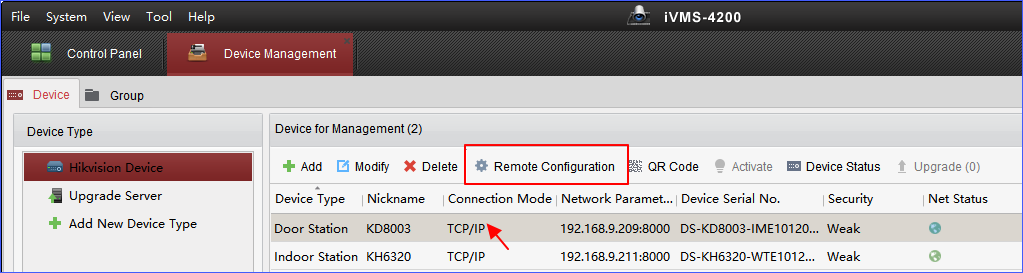 File System View Tool Help iVMS-4200
Control Panel Device Management
Device Group
Device Type Device for Management (2)
Hikvision Device
Upgrade Server
Add New Device Type
Add Modify Delete Remote Configuration QR Code Activate Device Status Upgrade (0)
Device Type Nickname Connection Mode Network Paramet... Device Serial No. Security Net Status
Door Station KD8003 TCP/IP 192.168.9.209:8000 DS-KD8003-IME10120... Weak
Indoor Station KH6320 TCP/IP 192.168.9.211:8000 DS-KH6320-WTE1012... Weak